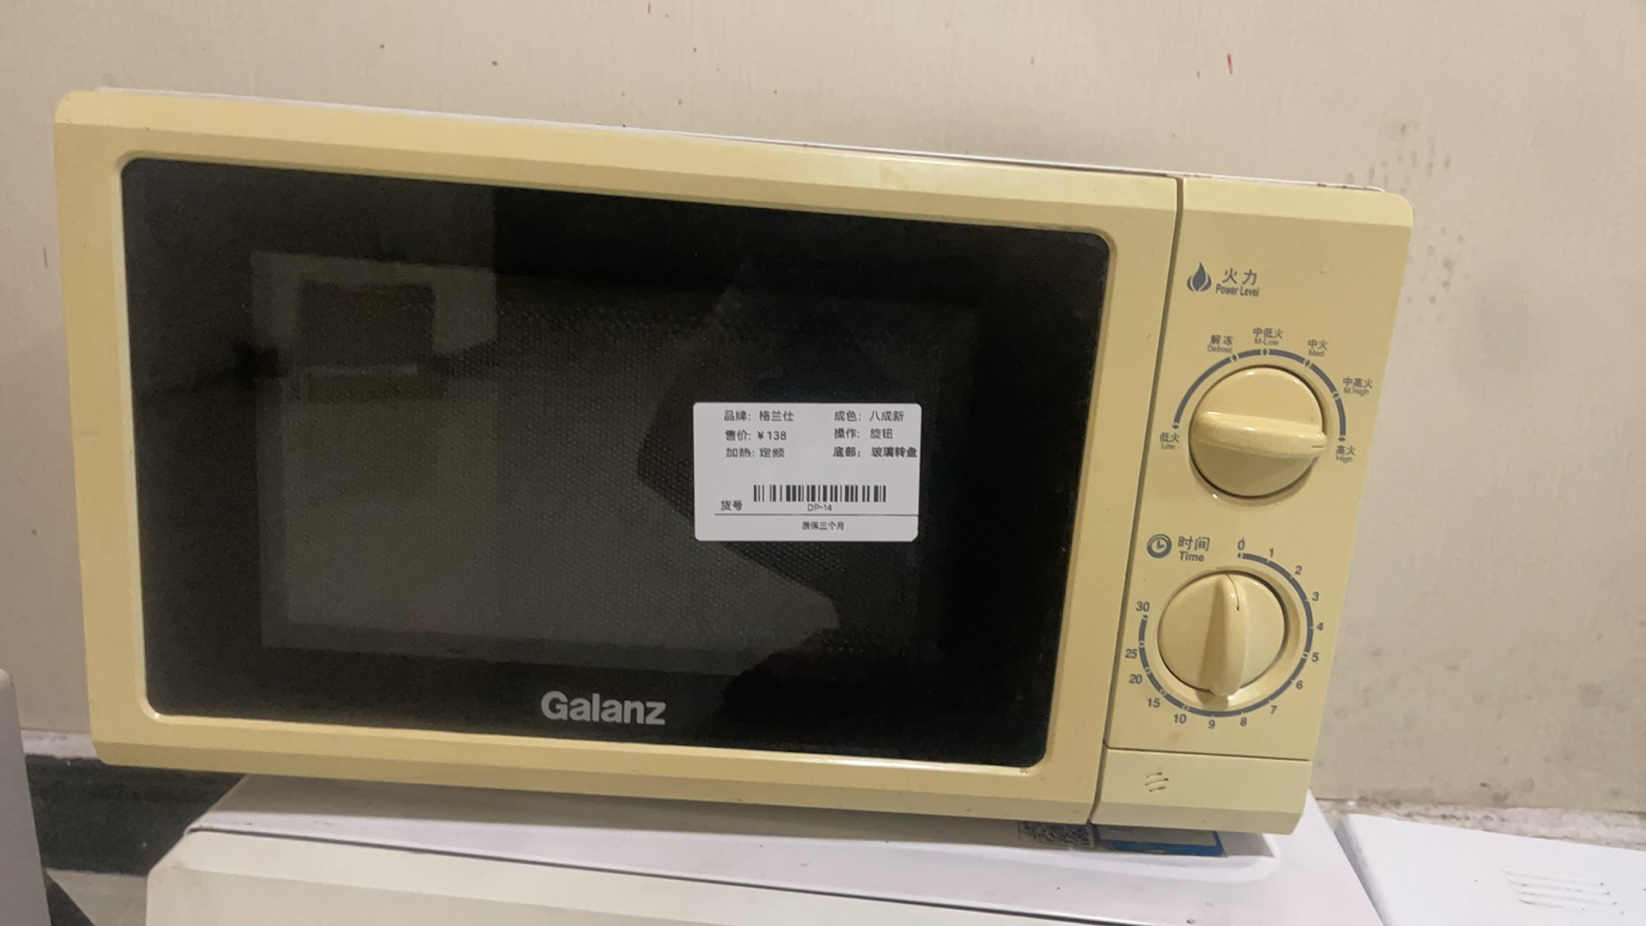 品牌: 格兰仕 成色: 八成新
售价: ¥138 操作: 旋钮
加热: 定频 底部: 玻璃转盘
货号 DP-14
质保三个月
Galanz
火力
Power Level
解冻 中低火 中火 中高火 高火 低火
Defrost M-Low Med M.High High Low
时间
Time
0 1 2 3 4 5 6 7 8 9 10 15 20 25 30